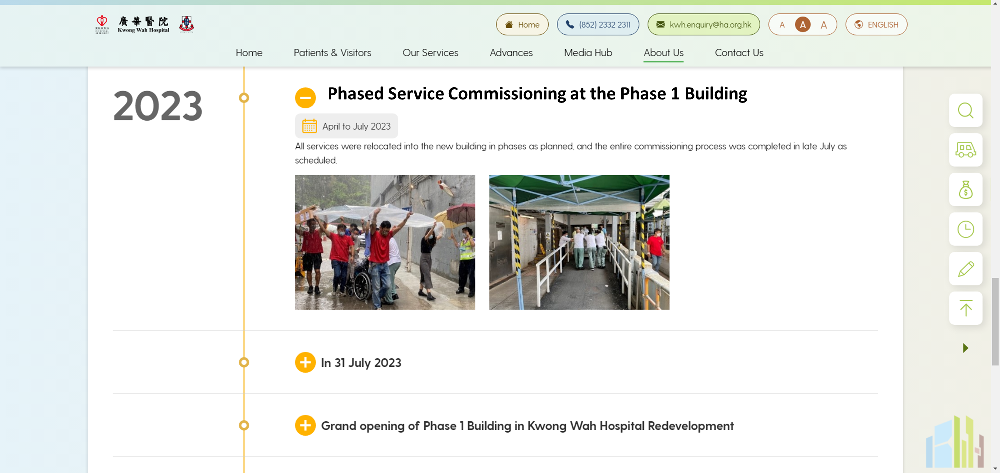 廣華醫院
Kwong Wah Hospital
Home
(852) 2332 2311
kwh.enquiry@ha.org.hk
A A A
ENGLISH
Home Patients & Visitors Our Services Advances Media Hub About Us Contact Us
2023
Phased Service Commissioning at the Phase 1 Building
April to July 2023
All services were relocated into the new building in phases as planned, and the entire commissioning process was completed in late July as
scheduled.
In 31 July 2023
Grand opening of Phase 1 Building in Kwong Wah Hospital Redevelopment